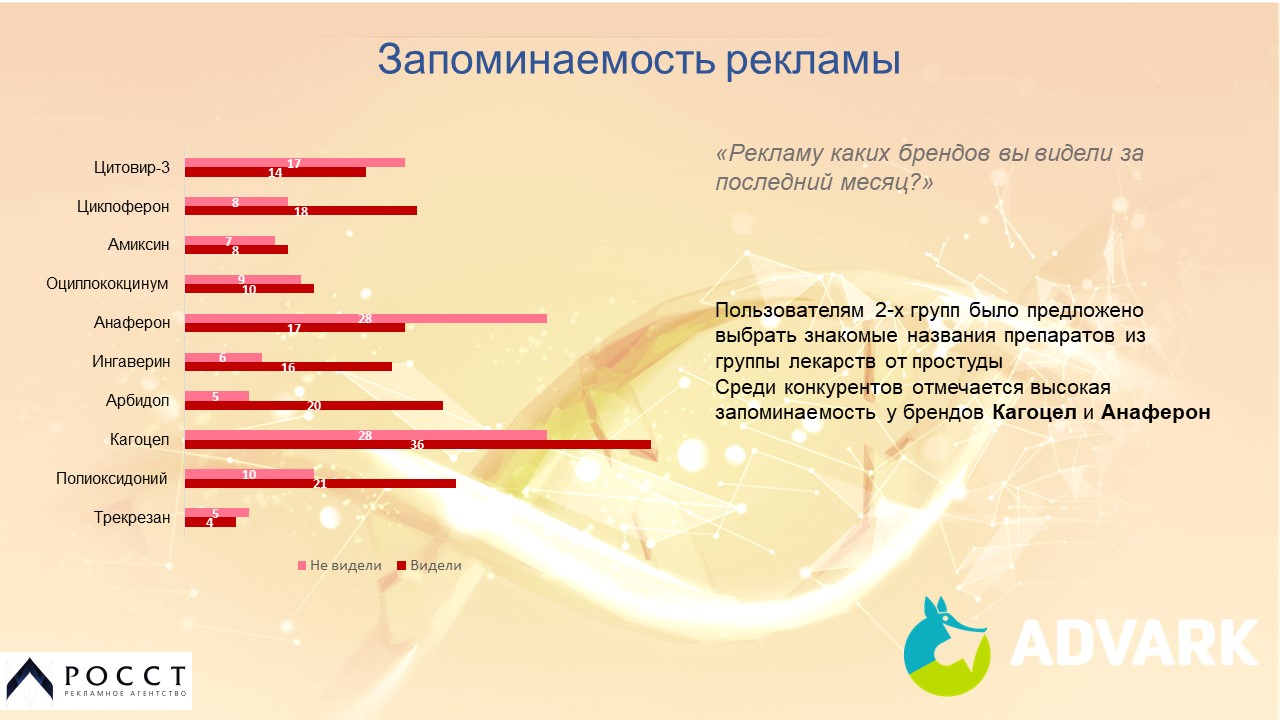 Запоминаемость рекламы
Цитовир-3
17
14
Циклоферон
8
18
Амиксин
7
8
Оциллококцинум
9
10
Анаферон
28
17
Ингаверин
6
16
Арбидол
5
20
Кагоцел
28
36
Полиоксидоний
10
21
Трекрезан
5
4
Не видели
Видели
«Рекламу каких брендов вы видели за
последний месяц?»
Пользователям 2-х групп было предложено
выбрать знакомые названия препаратов из
группы лекарств от простуды
Среди конкурентов отмечается высокая
запоминаемость у брендов Кагоцел и Анаферон
РОССТ
РЕКЛАМНОЕ АГЕНТСТВО
ADVARK